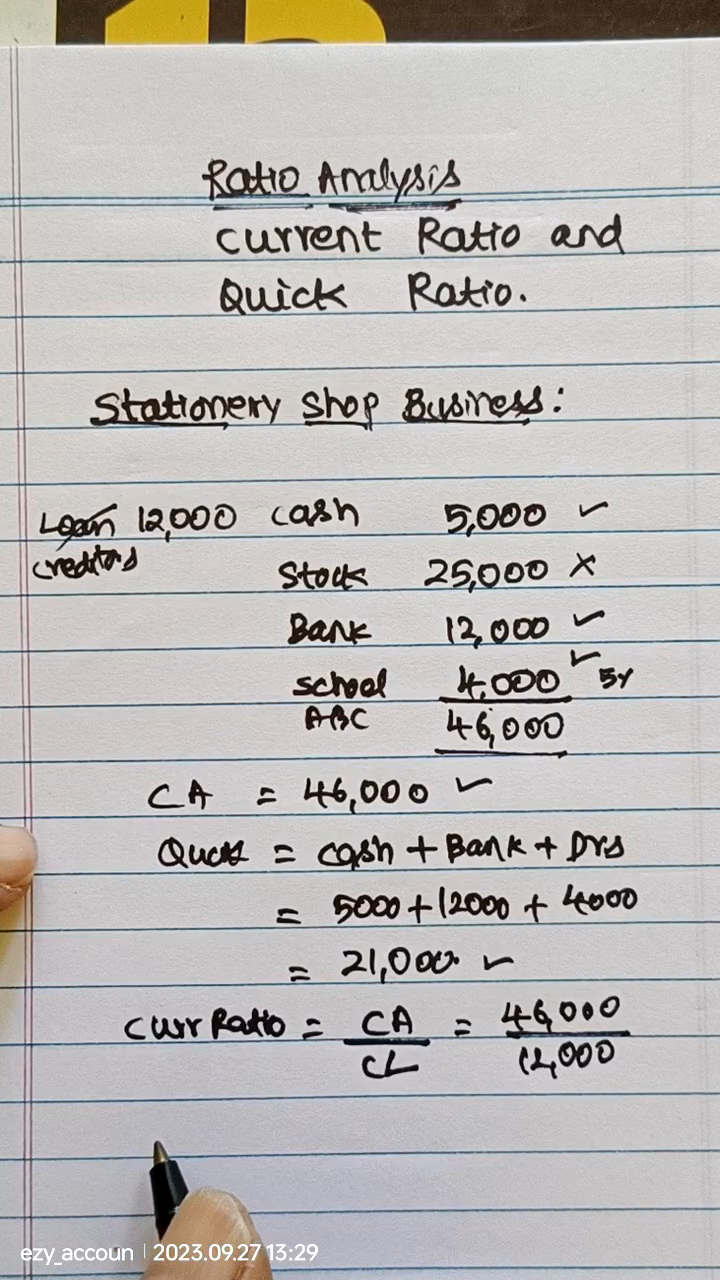 Ratio Analysis
current Ratio and
Quick Ratio.
Stationery Shop Business:
Loan 12,000 cash 5,000 ✓
creditors
Stock 25,000 ×
Bank 12,000 ✓
school 4,000 ✓
ABC 46,000
CA = 46,000 ✓
= cash + Bank + Drs
= 5000 + 12000 + 4000
= 21,000 ✓
Curr Ratio = CA / CL = 46,000 / 12,000
ezy_accoun | 2023.09.27 13:29